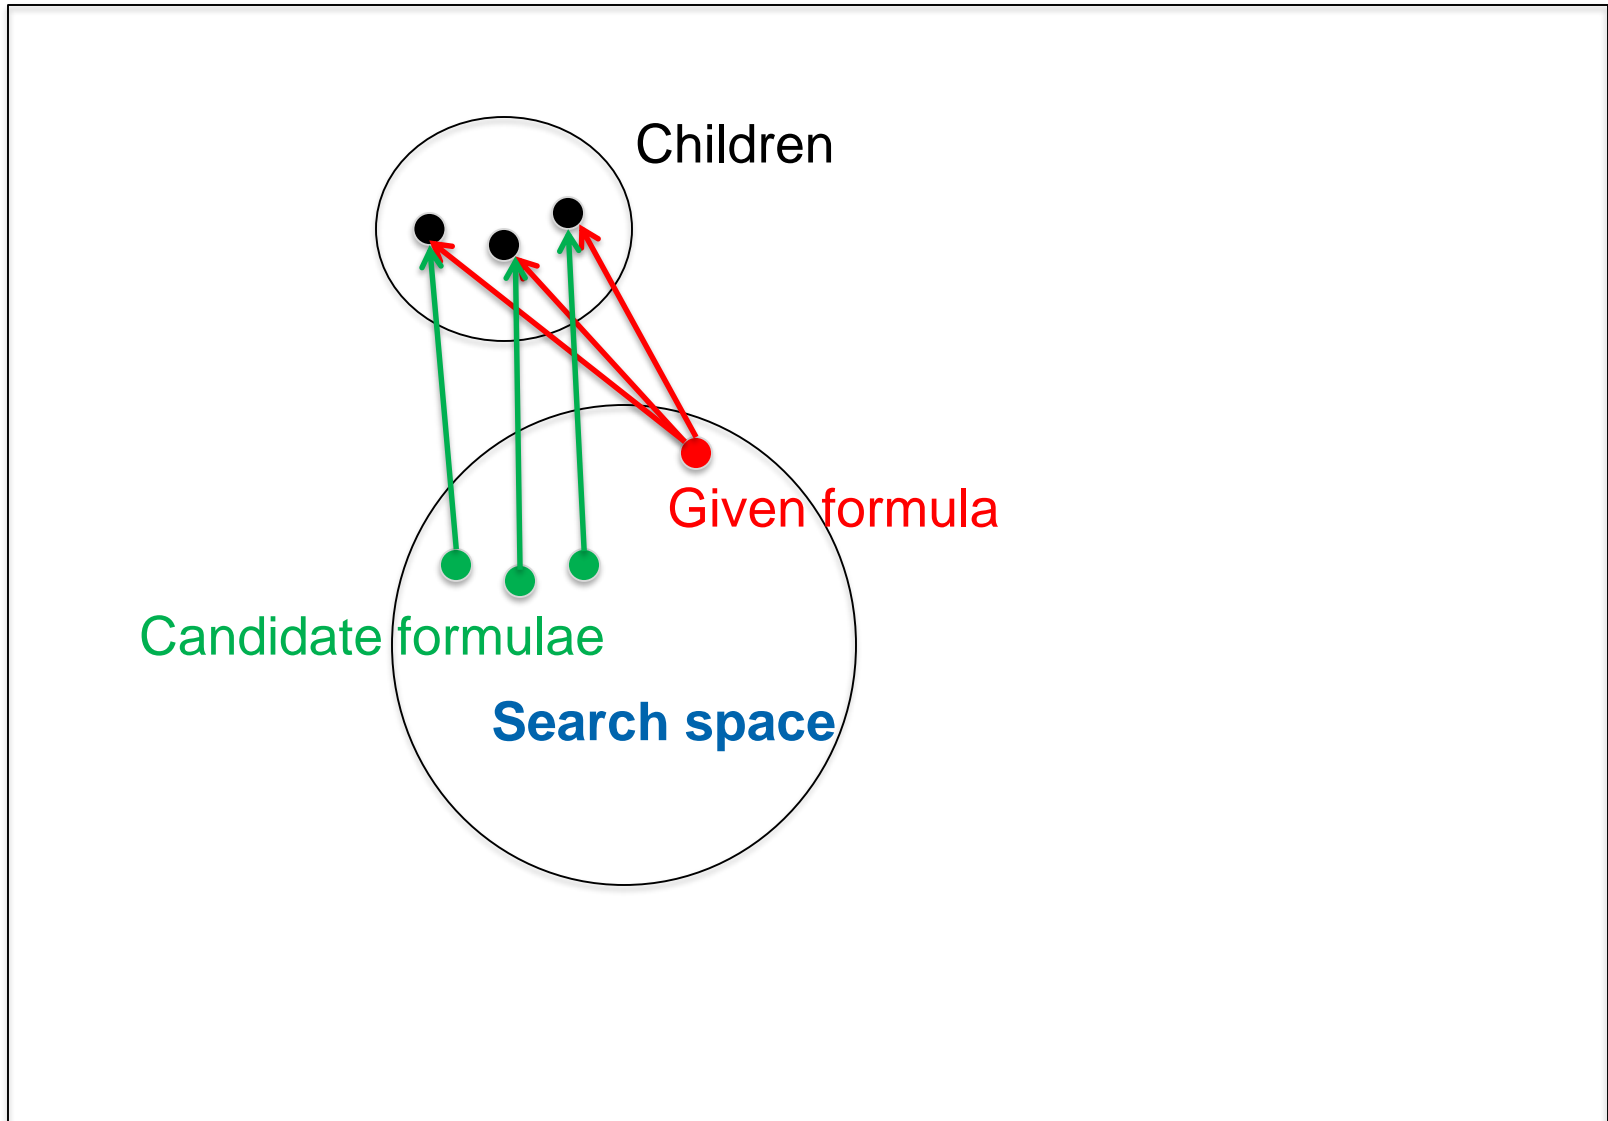 Children
Given formula
Candidate formulae
Search space